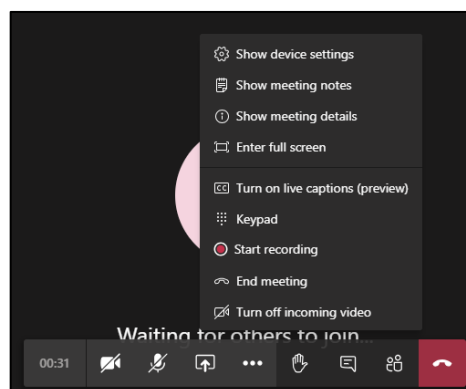 Show device settings
Show meeting notes
Show meeting details
Enter full screen
CC Turn on live captions (preview)
Keypad
Start recording
End meeting
Turn off incoming video
Waiting for others to join...
00:31